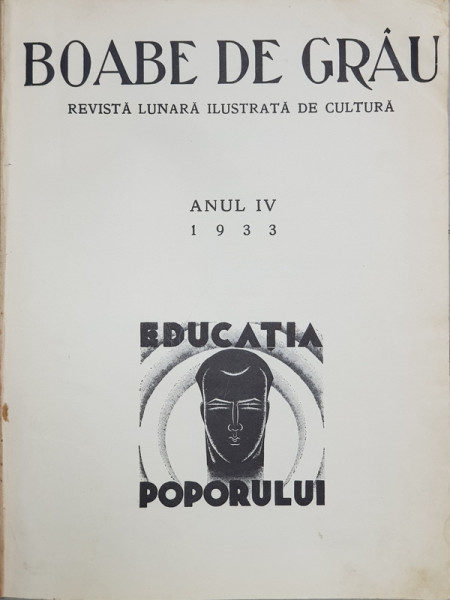 BOABE DE GRÂU
REVISTĂ LUNARĂ ILUSTRATĂ DE CULTURĂ
ANUL IV
1933
EDUCAȚIA
POPORULUI